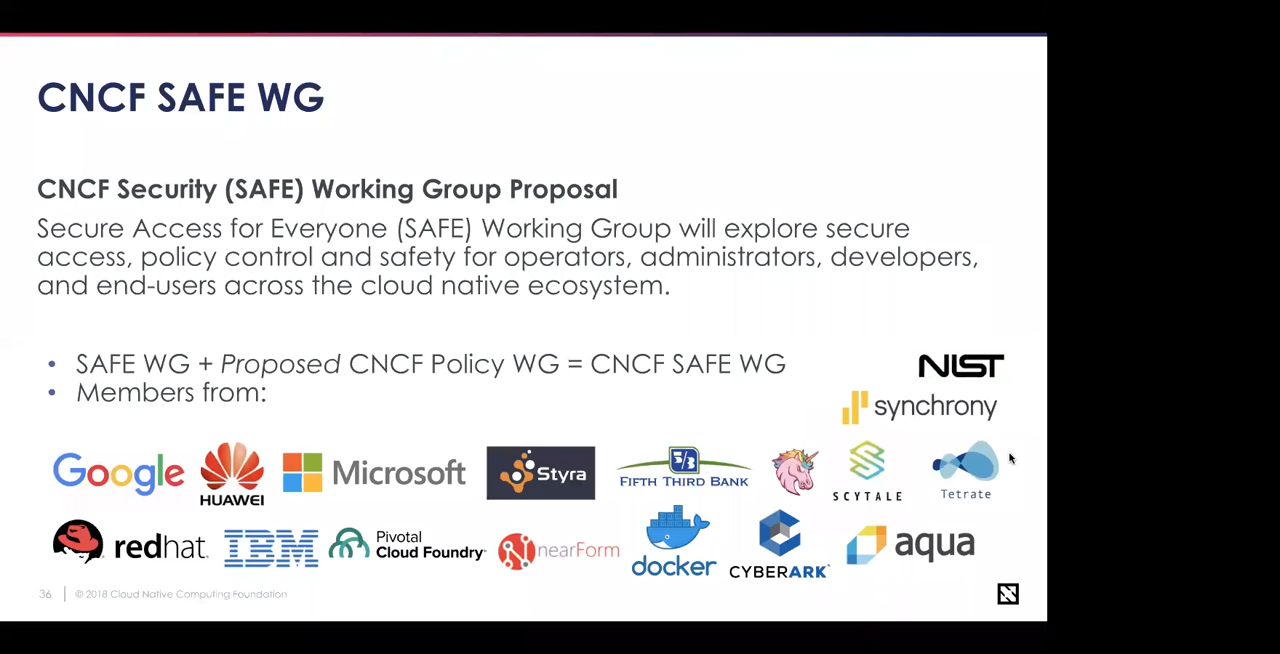 CNCF SAFE WG
CNCF Security (SAFE) Working Group Proposal
Secure Access for Everyone (SAFE) Working Group will explore secure
access, policy control and safety for operators, administrators, developers,
and end-users across the cloud native ecosystem.
• SAFE WG + Proposed CNCF Policy WG = CNCF SAFE WG
• Members from:
NIST
synchrony
Google
HUAWEI
Microsoft
Styra
5/3
FIFTH THIRD BANK
SCYTALE
Tetrate
redhat.
IBM
Pivotal
Cloud Foundry
nearForm
docker
CYBERARK
aqua
36
© 2018 Cloud Native Computing Foundation